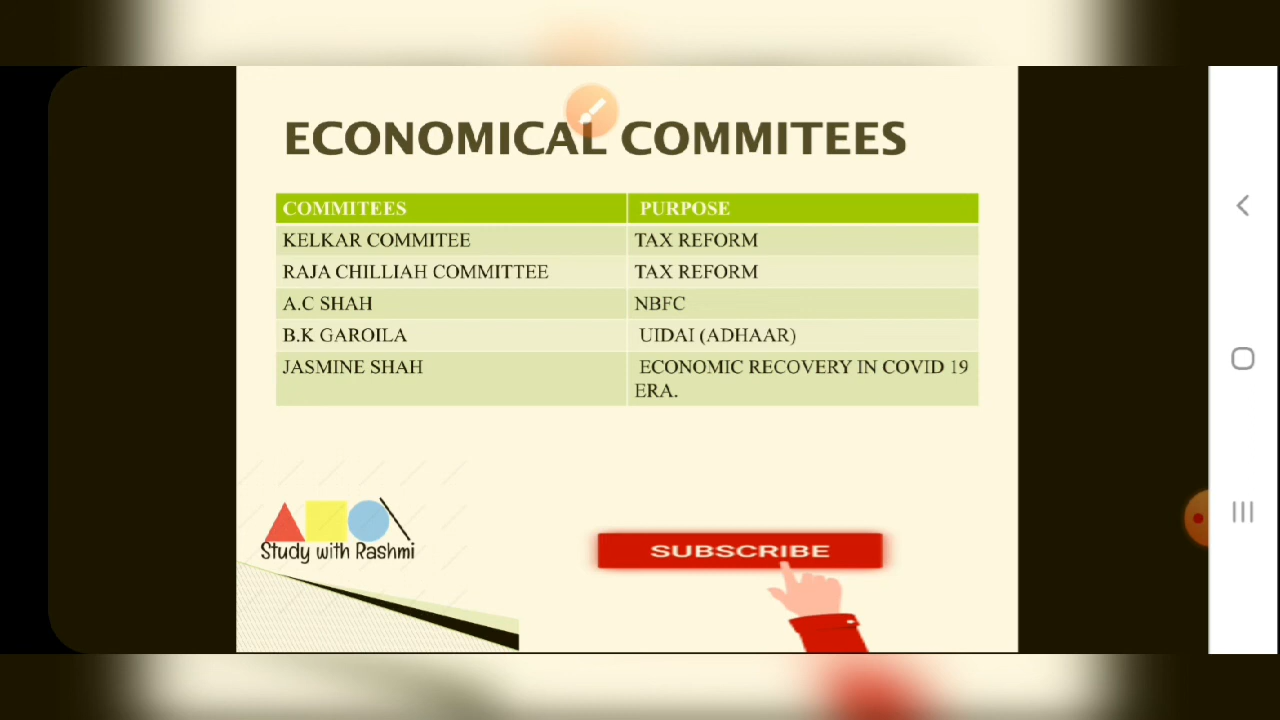 ECONOMICAL COMMITEES
COMMITEES PURPOSE
KELKAR COMMITEE TAX REFORM
RAJA CHILLIAH COMMITTEE TAX REFORM
A.C SHAH NBFC
B.K GAROILA UIDAI (ADHAAR)
JASMINE SHAH ECONOMIC RECOVERY IN COVID 19
ERA.
Study with Rashmi
SUBSCRIBE